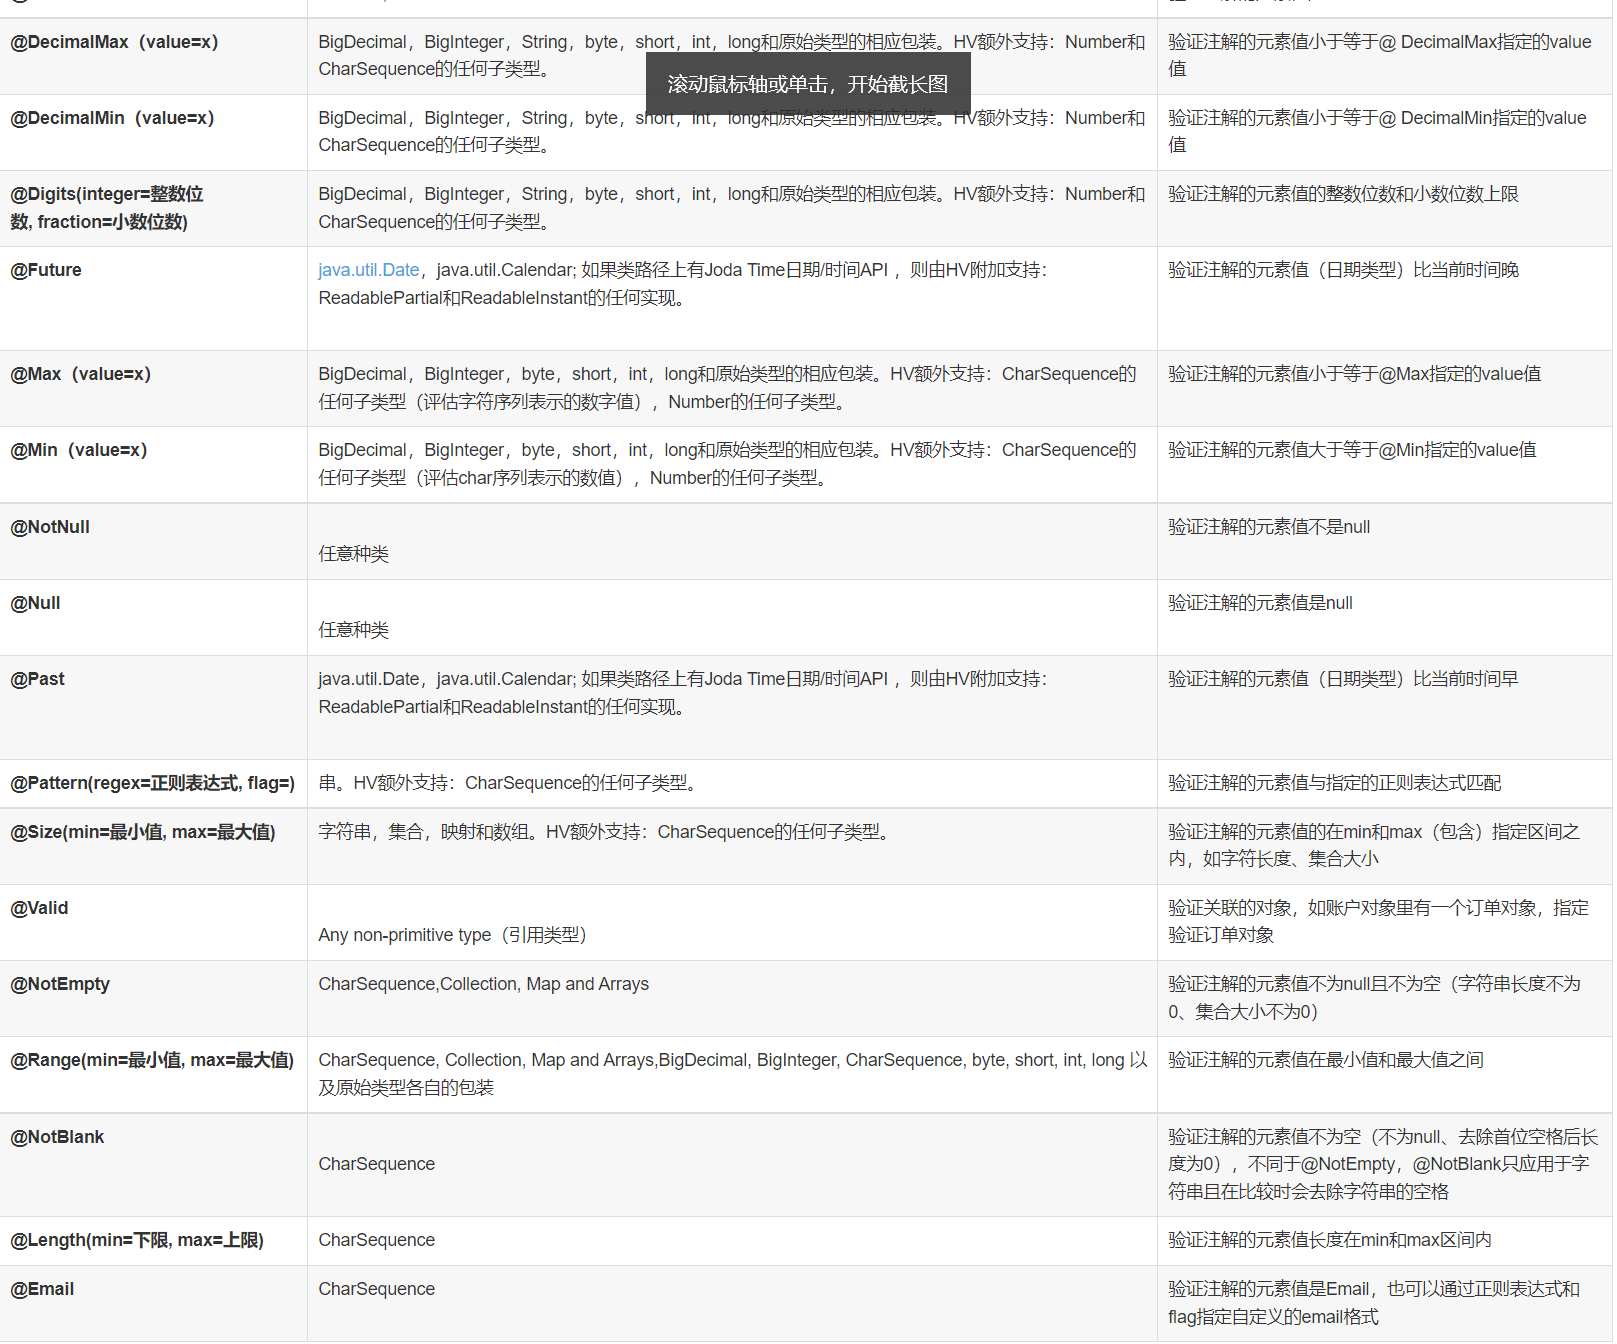 @DecimalMax（value=x） BigDecimal，BigInteger，String，byte，short，int，long和原始类型的相应包装。HV额外支持：Number和 验证注解的元素值小于等于@ DecimalMax指定的value
CharSequence的任何子类型。 值
滚动鼠标轴或单击，开始截长图
@DecimalMin（value=x） BigDecimal，BigInteger，String，byte，short，int，long和原始类型的相应包装。HV额外支持：Number和 验证注解的元素值小于等于@ DecimalMin指定的value
CharSequence的任何子类型。 值
@Digits(integer=整数位 BigDecimal，BigInteger，String，byte，short，int，long和原始类型的相应包装。HV额外支持：Number和 验证注解的元素值的整数位数和小数位数上限
数, fraction=小数位数) CharSequence的任何子类型。
@Future java.util.Date，java.util.Calendar; 如果类路径上有Joda Time日期/时间API ，则由HV附加支持： 验证注解的元素值（日期类型）比当前时间晚
ReadablePartial和ReadableInstant的任何实现。
@Max（value=x） BigDecimal，BigInteger，byte，short，int，long和原始类型的相应包装。HV额外支持：CharSequence的 验证注解的元素值小于等于@Max指定的value值
任何子类型（评估字符序列表示的数字值），Number的任何子类型。
@Min（value=x） BigDecimal，BigInteger，byte，short，int，long和原始类型的相应包装。HV额外支持：CharSequence的 验证注解的元素值大于等于@Min指定的value值
任何子类型（评估char序列表示的数值），Number的任何子类型。
@NotNull 验证注解的元素值不是null
任意种类
@Null 验证注解的元素值是null
任意种类
@Past java.util.Date，java.util.Calendar; 如果类路径上有Joda Time日期/时间API ，则由HV附加支持： 验证注解的元素值（日期类型）比当前时间早
ReadablePartial和ReadableInstant的任何实现。
@Pattern(regex=正则表达式, flag=) 串。HV额外支持：CharSequence的任何子类型。 验证注解的元素值与指定的正则表达式匹配
@Size(min=最小值, max=最大值) 字符串，集合，映射和数组。HV额外支持：CharSequence的任何子类型。 验证注解的元素值的在min和max（包含）指定区间之
内，如字符长度、集合大小
@Valid 验证关联的对象，如账户对象里有一个订单对象，指定
Any non-primitive type（引用类型） 验证订单对象
@NotEmpty CharSequence,Collection, Map and Arrays 验证注解的元素值不为null且不为空（字符串长度不为
0、集合大小不为0）
@Range(min=最小值, max=最大值) CharSequence, Collection, Map and Arrays,BigDecimal, BigInteger, CharSequence, byte, short, int, long 以 验证注解的元素值在最小值和最大值之间
及原始类型各自的包装
@NotBlank 验证注解的元素值不为空（不为null、去除首位空格后长
CharSequence 度为0），不同于@NotEmpty，@NotBlank只应用于字
符串且在比较时会去除字符串的空格
@Length(min=下限, max=上限) CharSequence 验证注解的元素值长度在min和max区间内
@Email CharSequence 验证注解的元素值是Email，也可以通过正则表达式和
flag指定自定义的email格式